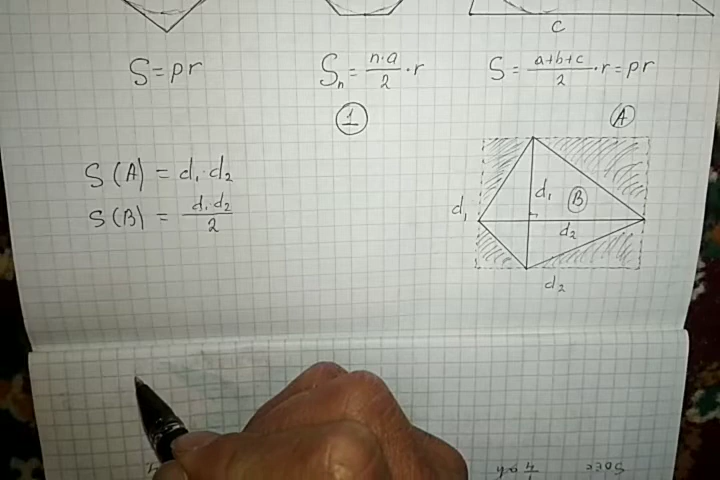 c
S=pr
Sₙ = n·a/2 · r
S = a+b+c/2 · r = pr
1
A
S(A) = d₁·d₂
S(B) = d₁·d₂/2
d₁
d₁
B
d₂
d₂